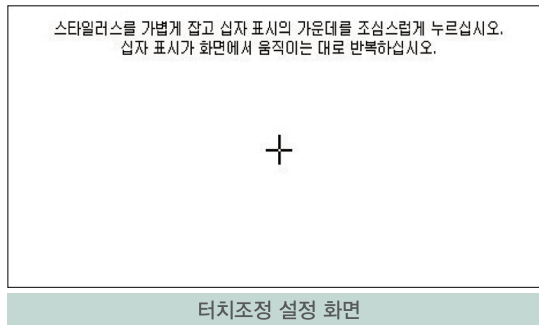 스타일러스를 가볍게 잡고 십자 표시의 가운데를 조심스럽게 누르십시오.
십자 표시가 화면에서 움직이는 대로 반복하십시오.
터치조정 설정 화면